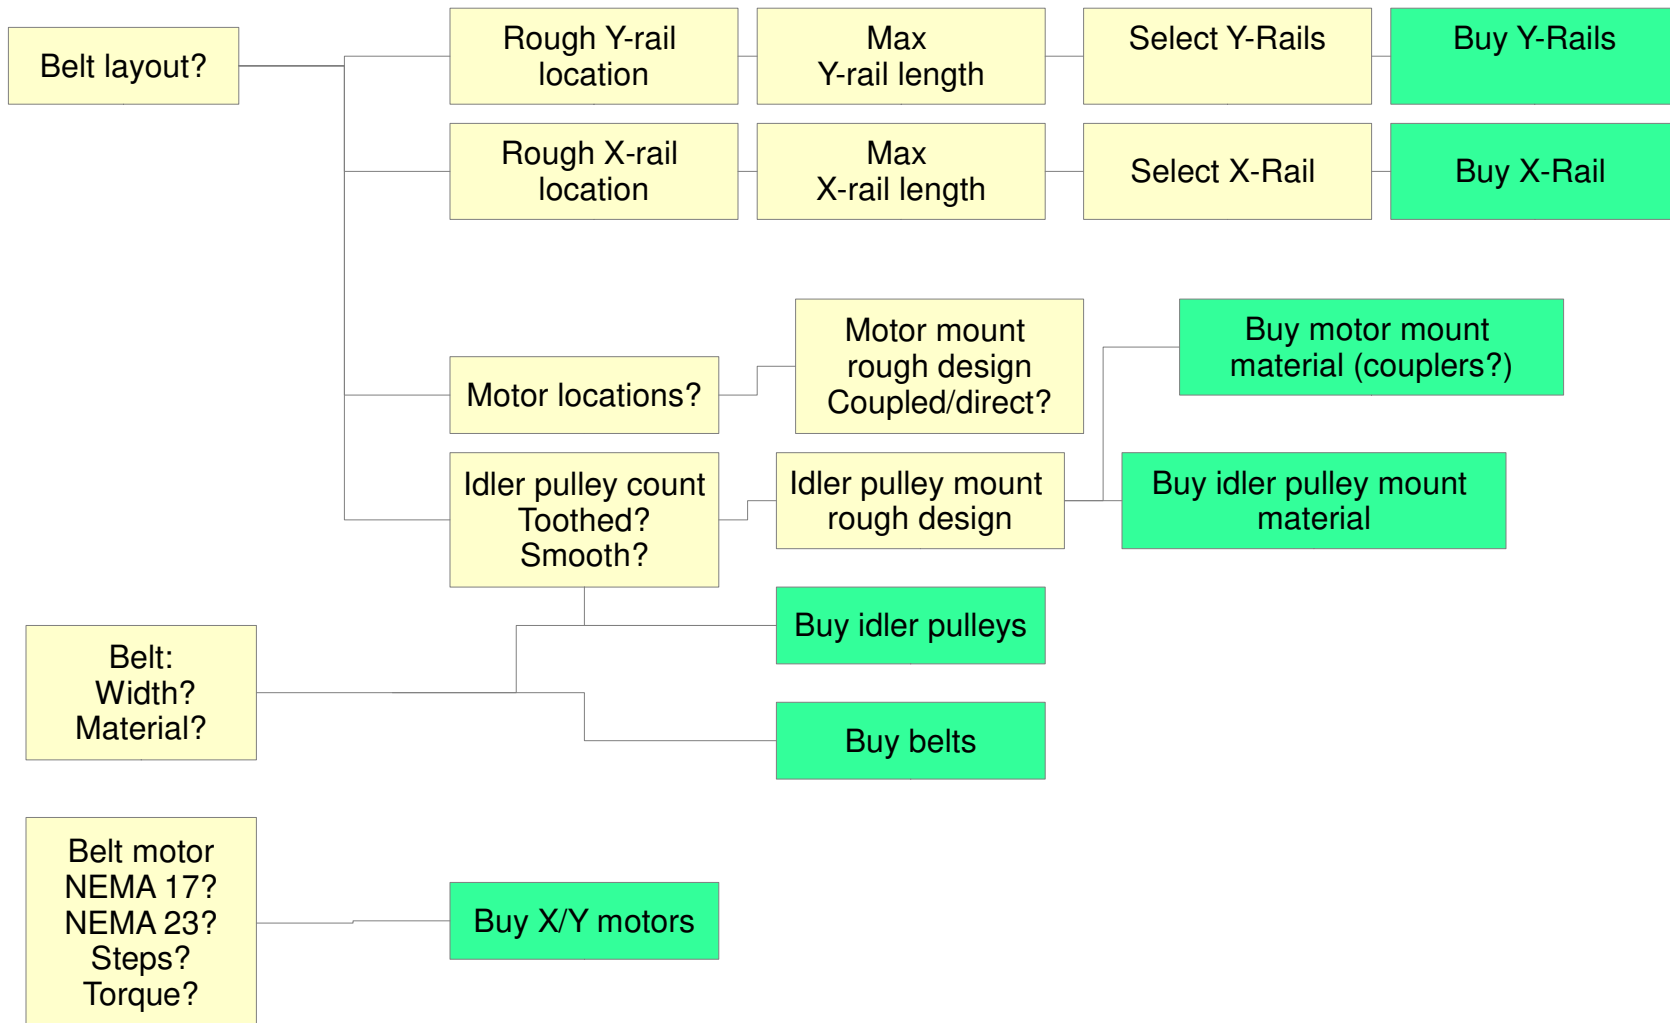 Belt layout?
Rough Y-rail
location
Max
Y-rail length
Select Y-Rails
Buy Y-Rails
Rough X-rail
location
Max
X-rail length
Select X-Rail
Buy X-Rail
Motor locations?
Motor mount
rough design
Coupled/direct?
Buy motor mount
material (couplers?)
Idler pulley count
Toothed?
Smooth?
Idler pulley mount
rough design
Buy idler pulley mount
material
Buy idler pulleys
Belt:
Width?
Material?
Buy belts
Belt motor
NEMA 17?
NEMA 23?
Steps?
Torque?
Buy X/Y motors